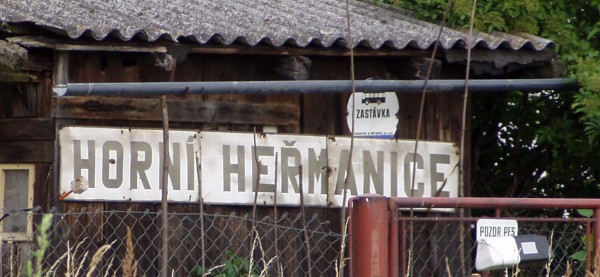 ZASTÁVKA
HORNÍ HEŘMANICE
POZOR PES